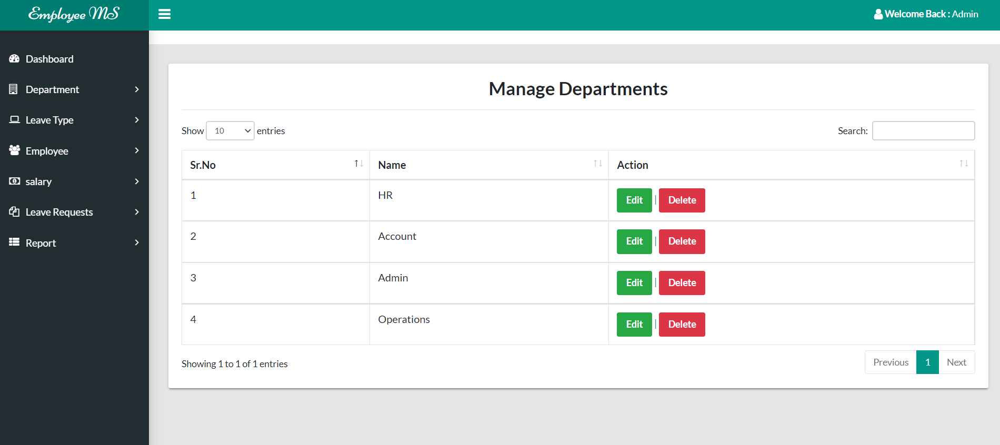 Employee MS
Welcome Back : Admin
Dashboard
Department
Leave Type
Employee
salary
Leave Requests
Report
Manage Departments
Show 10 entries
Search:
Sr.No Name Action
1 HR Edit | Delete
2 Account Edit | Delete
3 Admin Edit | Delete
4 Operations Edit | Delete
Showing 1 to 1 of 1 entries
Previous 1 Next